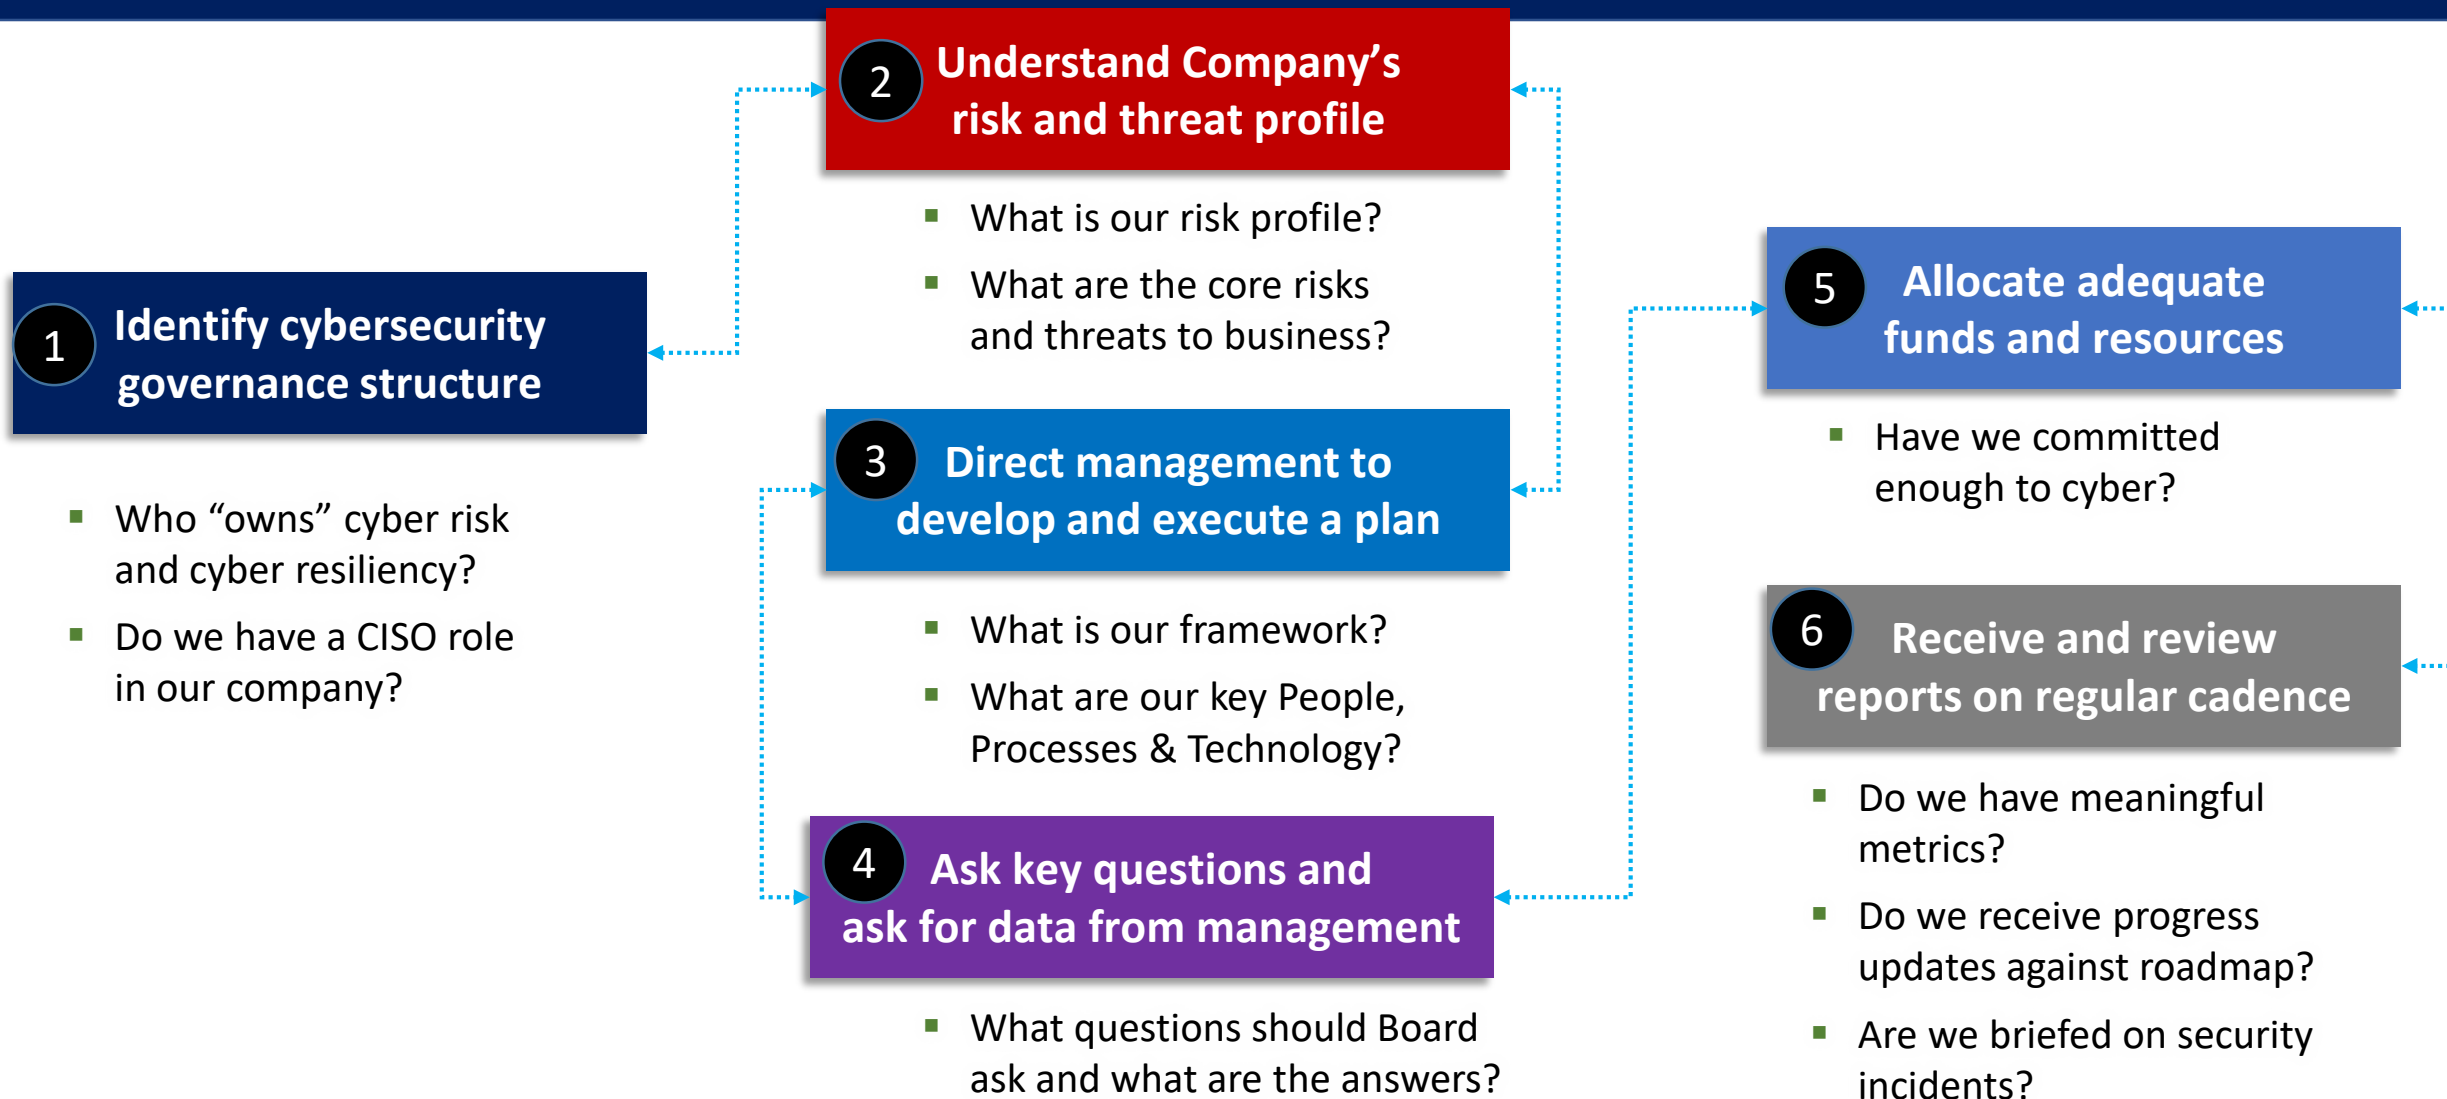 1
Identify cybersecurity
governance structure
▪ Who “owns” cyber risk
and cyber resiliency?
▪ Do we have a CISO role
in our company?
2
Understand Company’s
risk and threat profile
▪ What is our risk profile?
▪ What are the core risks
and threats to business?
3
Direct management to
develop and execute a plan
▪ What is our framework?
▪ What are our key People,
Processes & Technology?
4
Ask key questions and
ask for data from management
▪ What questions should Board
ask and what are the answers?
5
Allocate adequate
funds and resources
▪ Have we committed
enough to cyber?
6
Receive and review
reports on regular cadence
▪ Do we have meaningful
metrics?
▪ Do we receive progress
updates against roadmap?
▪ Are we briefed on security
incidents?